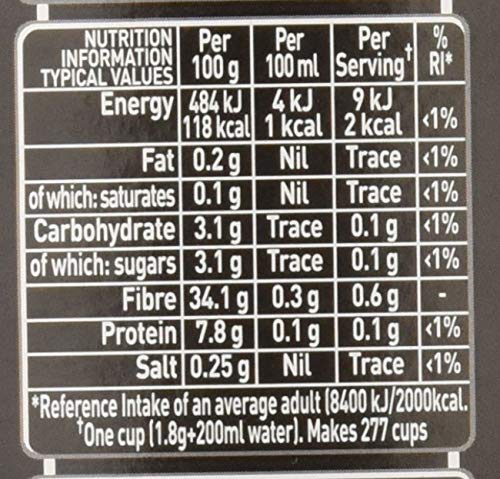 NUTRITION INFORMATION TYPICAL VALUES Per 100 g Per 100 ml Per Serving† % RI*
Energy 484 kJ 4 kJ 9 kJ
118 kcal 1 kcal 2 kcal <1%
Fat 0.2 g Nil Trace <1%
of which: saturates 0.1 g Nil Trace <1%
Carbohydrate 3.1 g Trace 0.1 g <1%
of which: sugars 3.1 g Trace 0.1 g <1%
Fibre 34.1 g 0.3 g 0.6 g -
Protein 7.8 g 0.1 g 0.1 g <1%
Salt 0.25 g Nil Trace <1%
*Reference Intake of an average adult (8400 kJ/2000kcal.
†One cup (1.8g+200ml water). Makes 277 cups